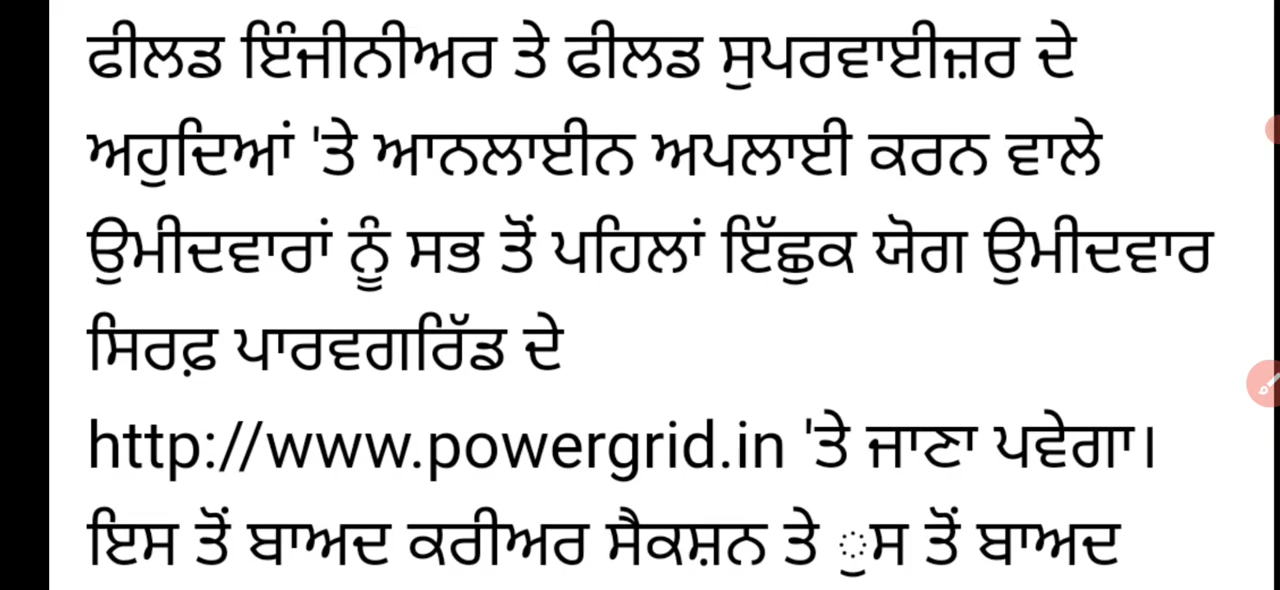 ਫੀਲਡ ਇੰਜੀਨੀਅਰ ਤੇ ਫੀਲਡ ਸੁਪਰਵਾਈਜ਼ਰ ਦੇ
ਅਹੁਦਿਆਂ 'ਤੇ ਆਨਲਾਈਨ ਅਪਲਾਈ ਕਰਨ ਵਾਲੇ
ਉਮੀਦਵਾਰਾਂ ਨੂੰ ਸਭ ਤੋਂ ਪਹਿਲਾਂ ਇੱਛੁਕ ਯੋਗ ਉਮੀਦਵਾਰ
ਸਿਰਫ਼ ਪਾਰਵਗਰਿੱਡ ਦੇ
http://www.powergrid.in 'ਤੇ ਜਾਣਾ ਪਵੇਗਾ।
ਇਸ ਤੋਂ ਬਾਅਦ ਕਰੀਅਰ ਸੈਕਸ਼ਨ ਤੇ ੁਸ ਤੋਂ ਬਾਅਦ